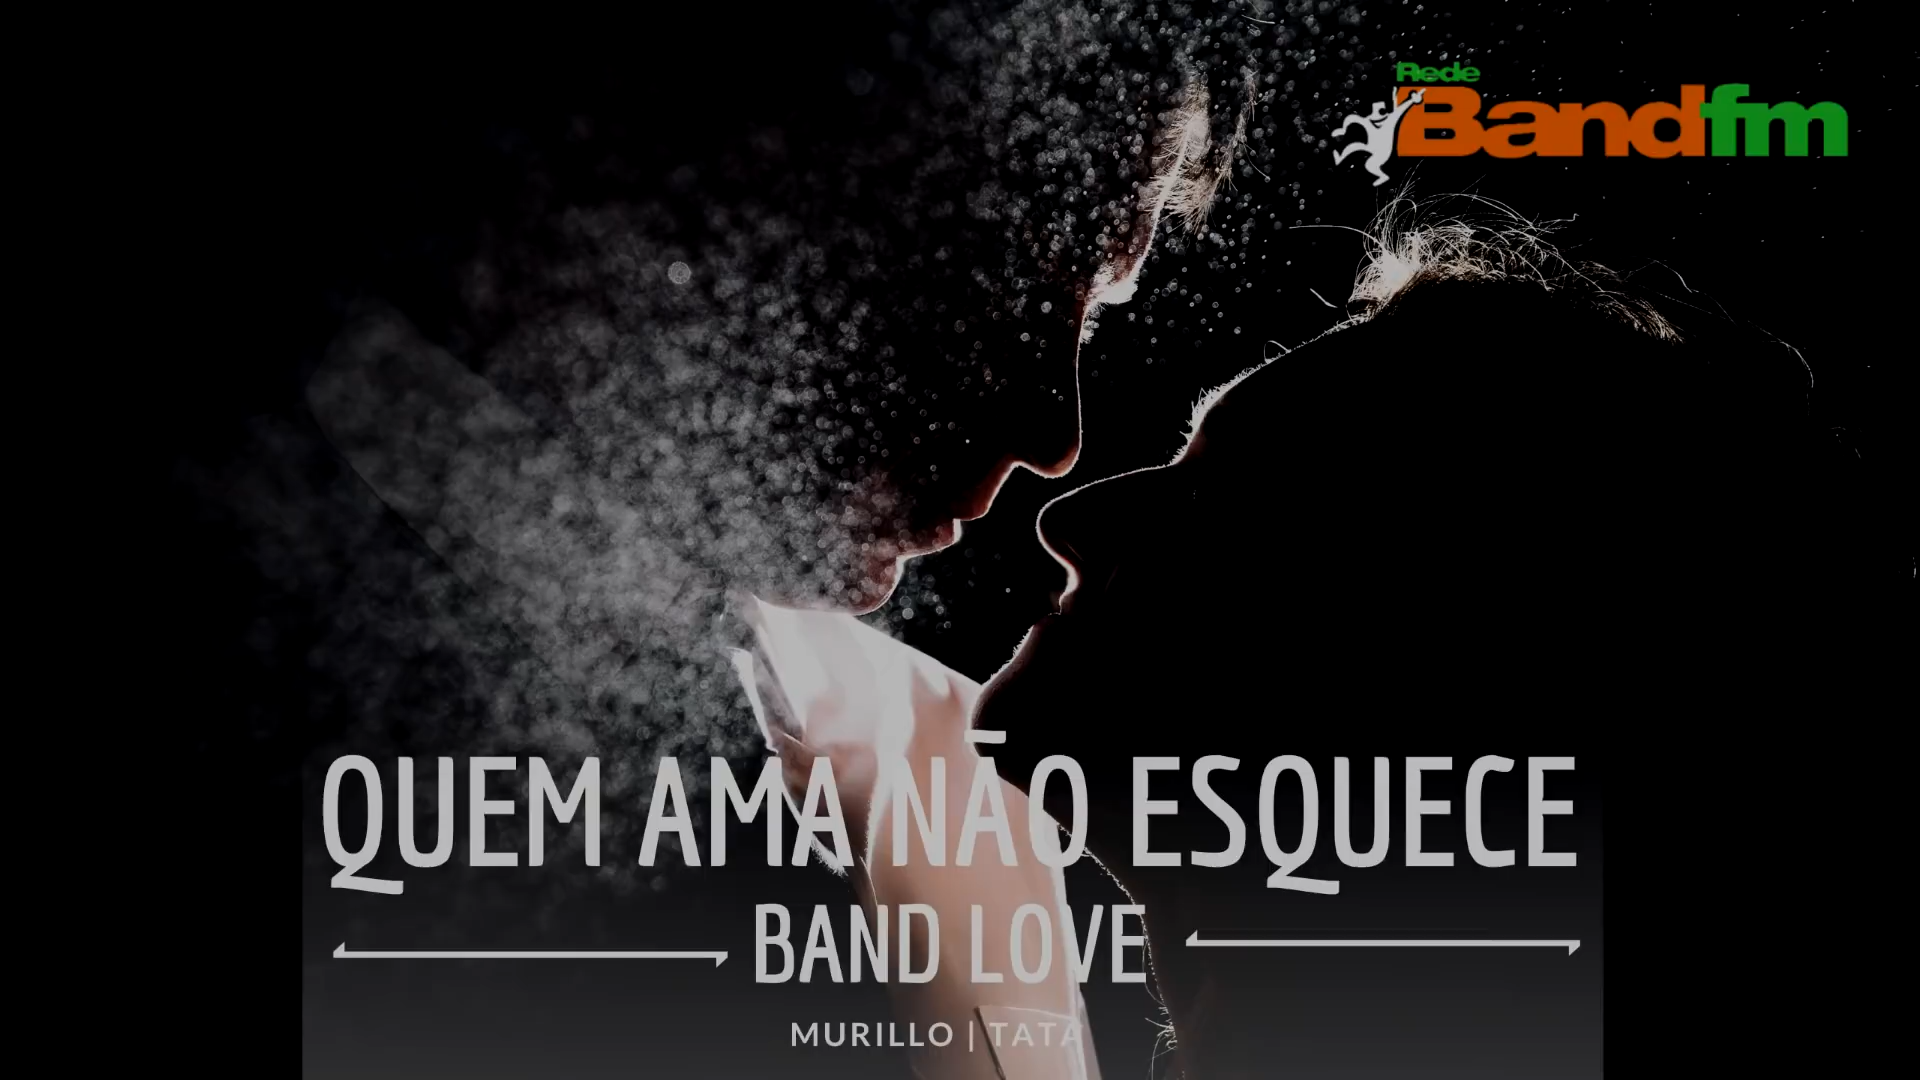 Rede
Bandfm
QUEM AMA NÃO ESQUECE
BAND LOVE
MURILLO | TATA